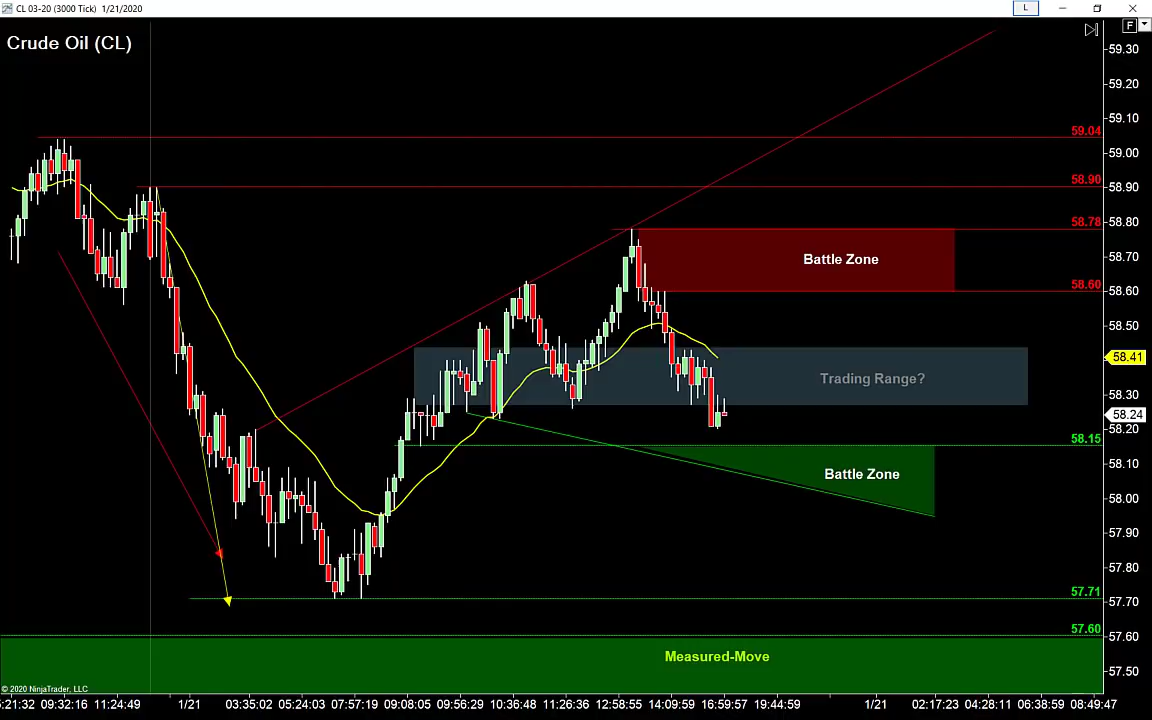 CL 03-20 (3000 Tick) 1/21/2020
L
F
Crude Oil (CL)
59.30
59.20
59.10
59.04
59.00
58.90
58.90
58.80
58.78
58.70
Battle Zone
58.60
58.60
58.50
58.41
Trading Range?
58.30
58.24
58.20
58.15
58.10
Battle Zone
58.00
57.90
57.80
57.71
57.70
57.60
57.60
Measured-Move
57.50
© 2020 NinjaTrader, LLC
5:21:32 09:32:16 11:24:49 1/21 03:35:02 05:24:03 07:57:19 09:08:05 09:56:29 10:36:48 11:26:36 12:58:55 14:09:59 16:59:57 19:44:59 1/21 02:17:23 04:28:11 06:38:59 08:49:47